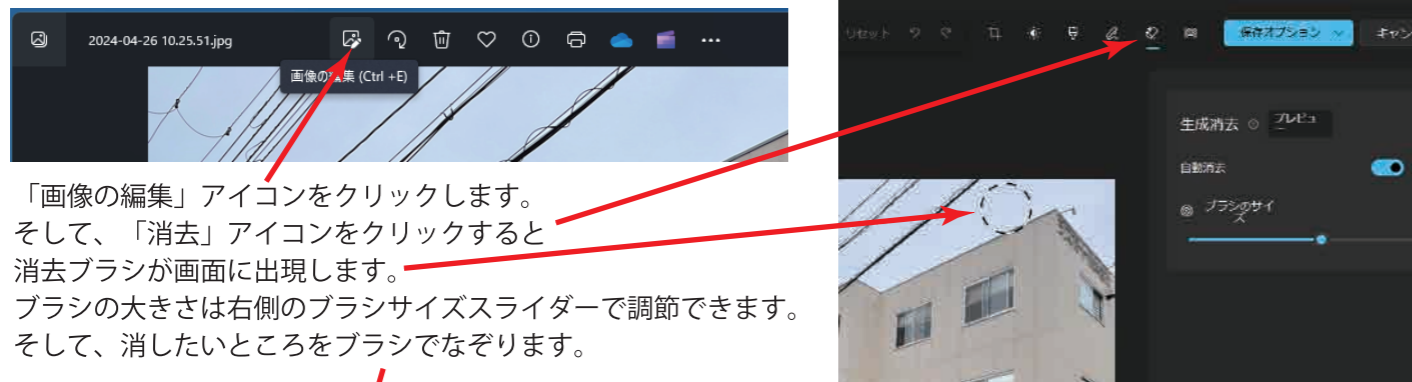 2024-04-26 10.25.51.jpg
画像の編集 (Ctrl +E)
「画像の編集」アイコンをクリックします。
そして、「消去」アイコンをクリックすると
消去ブラシが画面に出現します。
ブラシの大きさは右側のブラシサイズスライダーで調節できます。
そして、消したいところをブラシでなぞります。
リセット
保存オプション
キャン
生成消去
プレビュ
ー
自動消去
ブラシのサイ
ズ